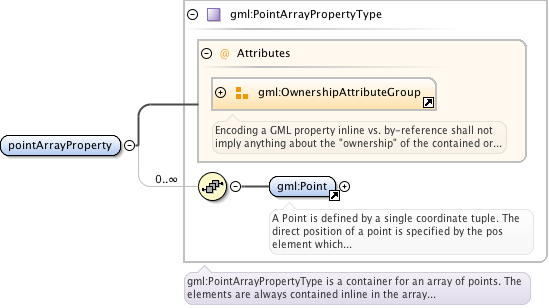 gml:PointArrayPropertyType
@ Attributes
gml:OwnershipAttributeGroup
Encoding a GML property inline vs. by-reference shall not
imply anything about the "ownership" of the contained or...
pointArrayProperty
0..∞
gml:Point
A Point is defined by a single coordinate tuple. The
direct position of a point is specified by the pos
element which...
gml:PointArrayPropertyType is a container for an array of points. The
elements are always contained inline in the array...